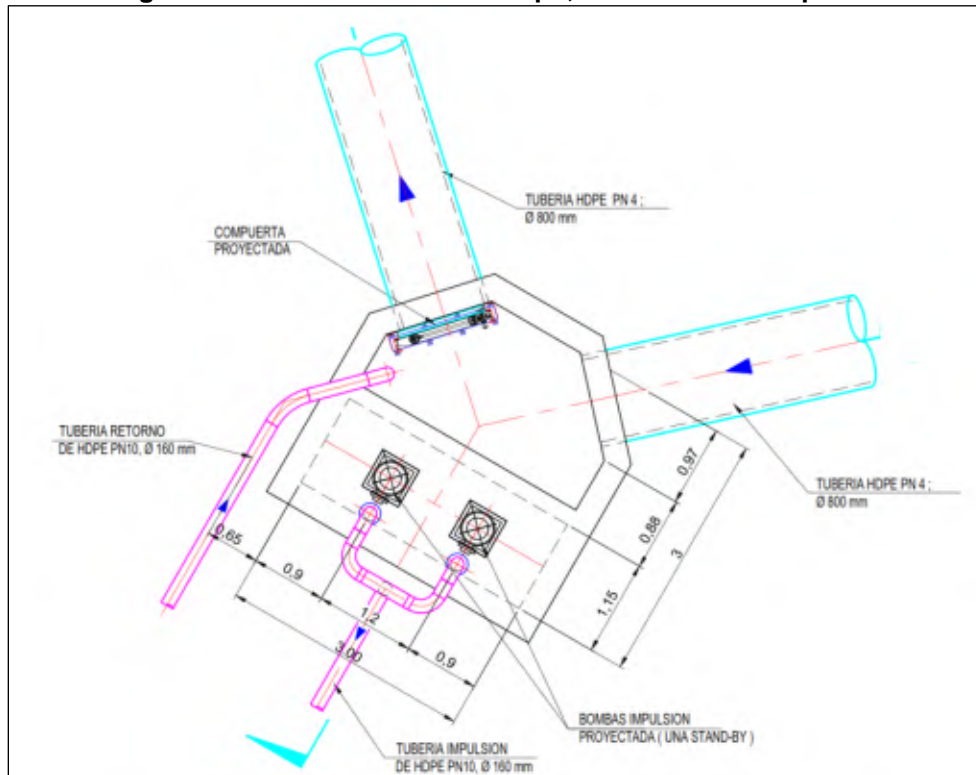 TUBERIA HDPE PN 4 ;
Ø 800 mm
COMPUERTA
PROYECTADA
TUBERIA RETORNO
DE HDPE PN10, Ø 160 mm
TUBERIA HDPE PN 4 ;
Ø 800 mm
0,97
0,88
3
1,15
0,65
0,9
1,2
3,00
0,9
BOMBAS IMPULSION
PROYECTADA ( UNA STAND-BY )
TUBERIA IMPULSION
DE HDPE PN10, Ø 160 mm